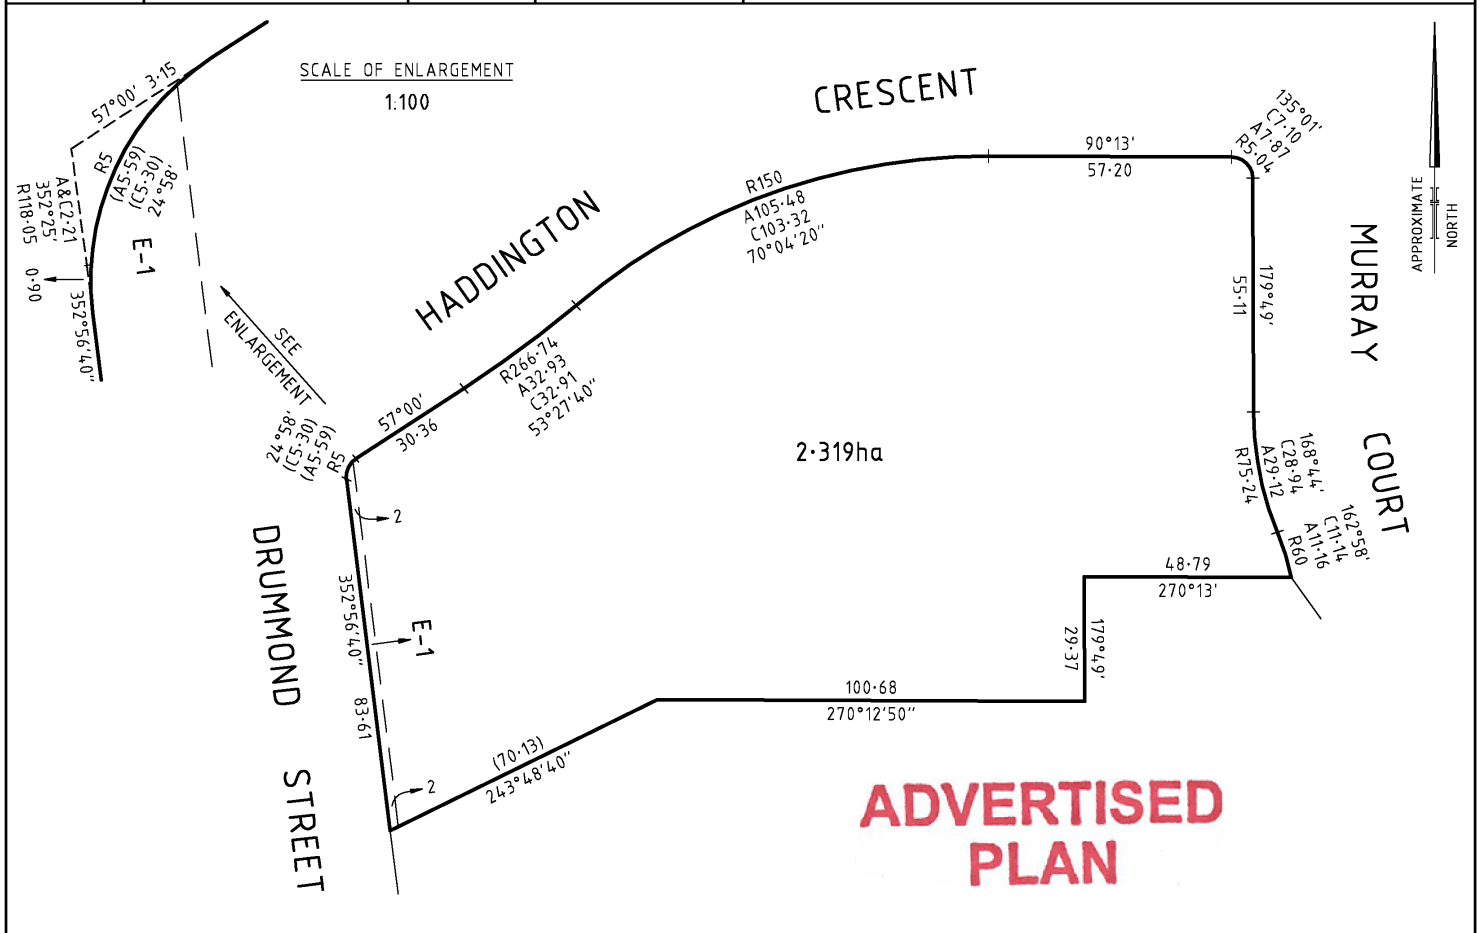 SCALE OF ENLARGEMENT
1:100
57°00' 3·15
R5
(A5·59)
(C5·30)
24°58'
A&C2·21
352°25'
R118·05
E-1
0·90
352°56'40"
SEE
ENLARGEMENT
HADDINGTON
CRESCENT
R150
A105·48
C103·32
70°04'20"
90°13'
57·20
135°01'
C7·10
A7·87
R5·04
APPROXIMATE
NORTH
MURRAY
COURT
179°49'
55·11
R266·74
A32·93
C32·91
53°27'40"
57°00'
30·36
24°58'
(C5·30)
(A5·59)
R5
2·319ha
168°44'
C28·94
A29·12
R75·24
162°58'
C11·14
A11·16
R60
2
48·79
270°13'
DRUMMOND
STREET
352°56'40"
83·61
E-1
179°49'
29·37
100·68
270°12'50"
(70·13)
243°48'40"
2
ADVERTISED
PLAN